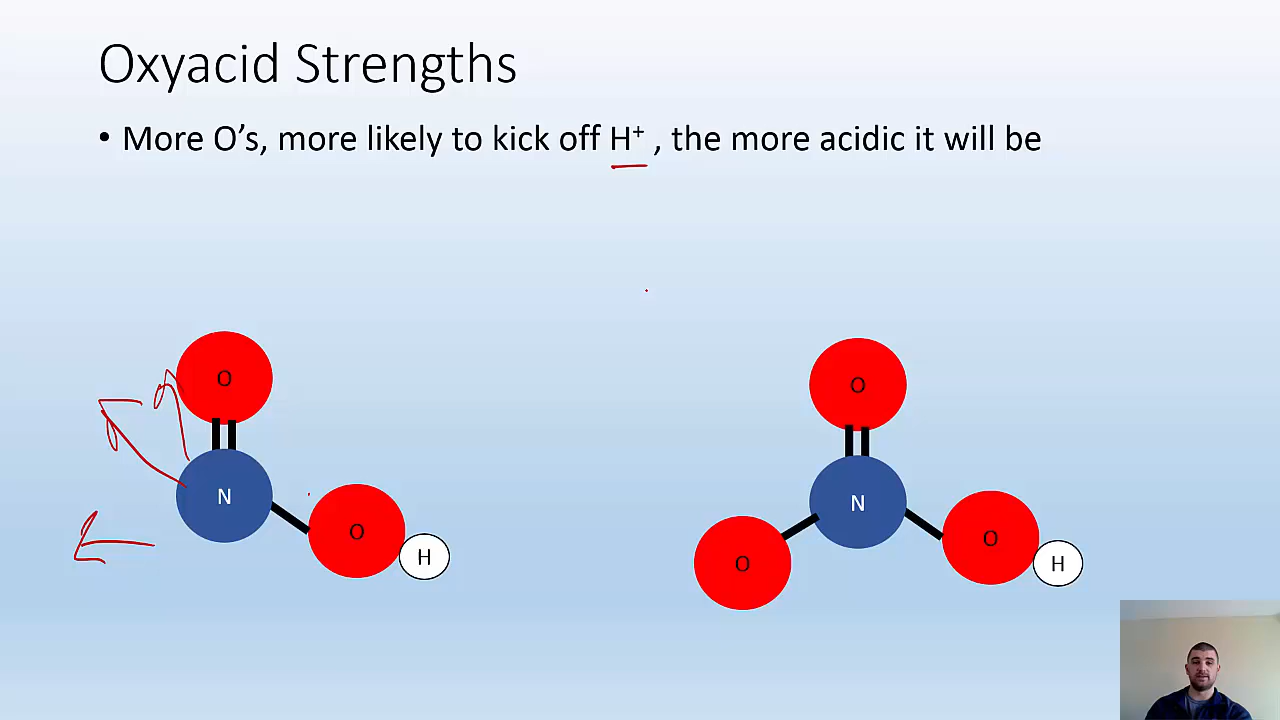 Oxyacid Strengths
• More O's, more likely to kick off H⁺ , the more acidic it will be
O
N
O
H
O
N
O
O
H